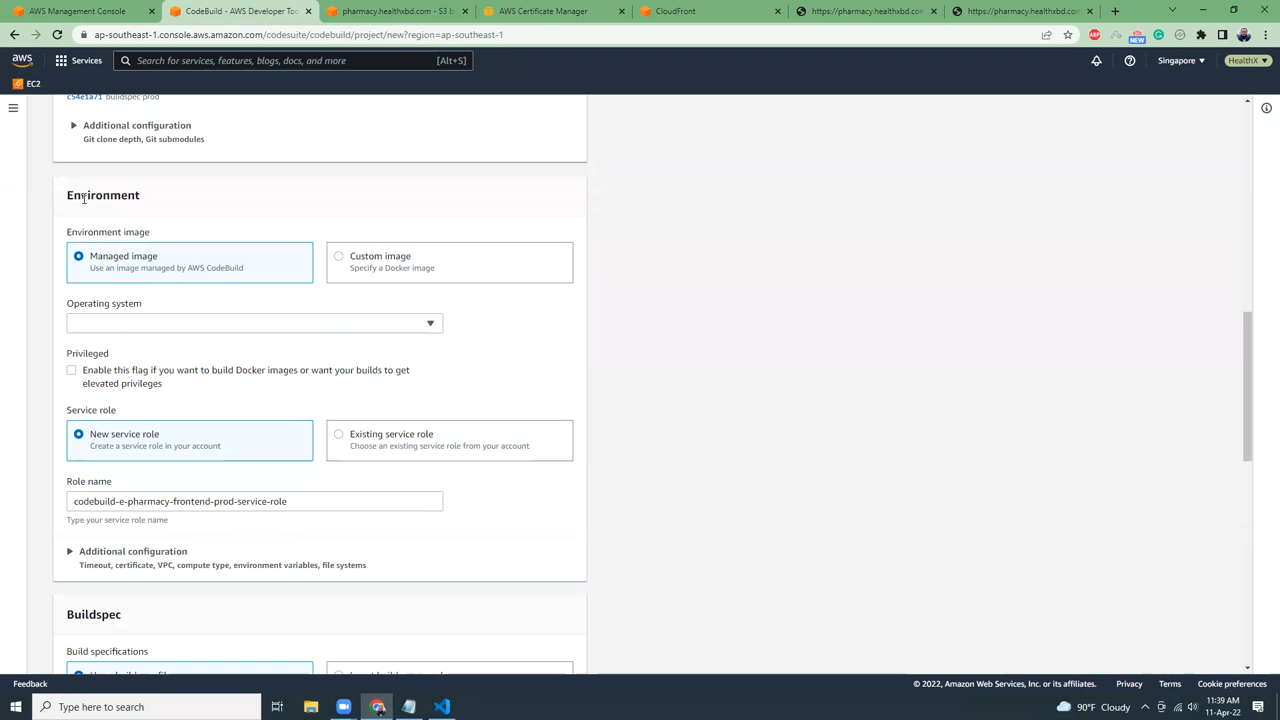 AWS Management Console
CodeBuild - AWS Developer Too
pharmacy.healthxbd.com - S3 b
AWS Certificate Manager
CloudFront
https://pharmacy.healthxbd.com
https://pharmacy.healthxbd.com
ap-southeast-1.console.aws.amazon.com/codesuite/codebuild/project/new?region=ap-southeast-1
ABP
NEW
aws
Services
Search for services, features, blogs, docs, and more
[Alt+S]
Singapore
HealthX
EC2
c54e1a71 buildspec prod
Additional configuration
Git clone depth, Git submodules
Environment
Environment image
Managed image
Use an image managed by AWS CodeBuild
Custom image
Specify a Docker image
Operating system
Privileged
Enable this flag if you want to build Docker images or want your builds to get
elevated privileges
Service role
New service role
Create a service role in your account
Existing service role
Choose an existing service role from your account
Role name
codebuild-e-pharmacy-frontend-prod-service-role
Type your service role name
Additional configuration
Timeout, certificate, VPC, compute type, environment variables, file systems
Buildspec
Build specifications
Feedback
© 2022, Amazon Web Services, Inc. or its affiliates.
Privacy
Terms
Cookie preferences
Type here to search
90°F Cloudy
11:39 AM
11-Apr-22